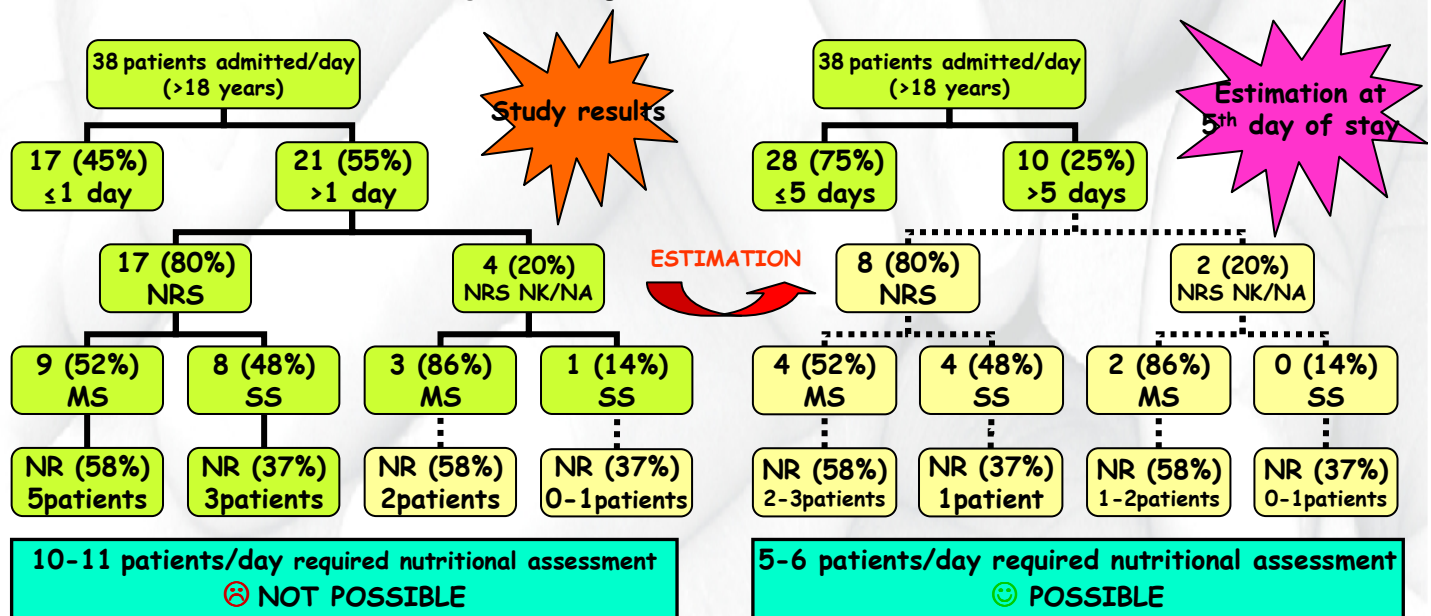 38 patients admitted/day
(>18 years)
Study results
17 (45%)
≤1 day
21 (55%)
>1 day
17 (80%)
NRS
4 (20%)
NRS NK/NA
9 (52%)
MS
8 (48%)
SS
3 (86%)
MS
1 (14%)
SS
NR (58%)
5patients
NR (37%)
3patients
NR (58%)
2patients
NR (37%)
0-1patients
10-11 patients/day required nutritional assessment
☹ NOT POSSIBLE
ESTIMATION
38 patients admitted/day
(>18 years)
Estimation at
5th day of stay
28 (75%)
≤5 days
10 (25%)
>5 days
8 (80%)
NRS
2 (20%)
NRS NK/NA
4 (52%)
MS
4 (48%)
SS
2 (86%)
MS
0 (14%)
SS
NR (58%)
2-3patients
NR (37%)
1patient
NR (58%)
1-2patients
NR (37%)
0-1patients
5-6 patients/day required nutritional assessment
☺ POSSIBLE